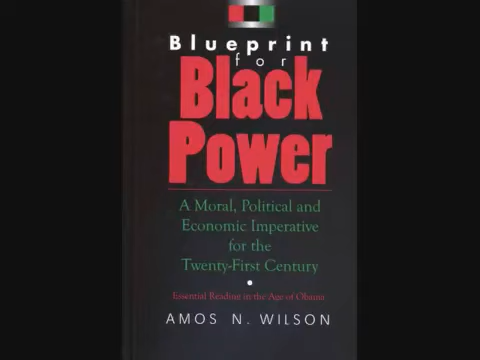 Blueprint
for
Black
Power
A Moral, Political and
Economic Imperative
for the
Twenty-First Century
Essential Reading in the Age of Obama
AMOS N. WILSON